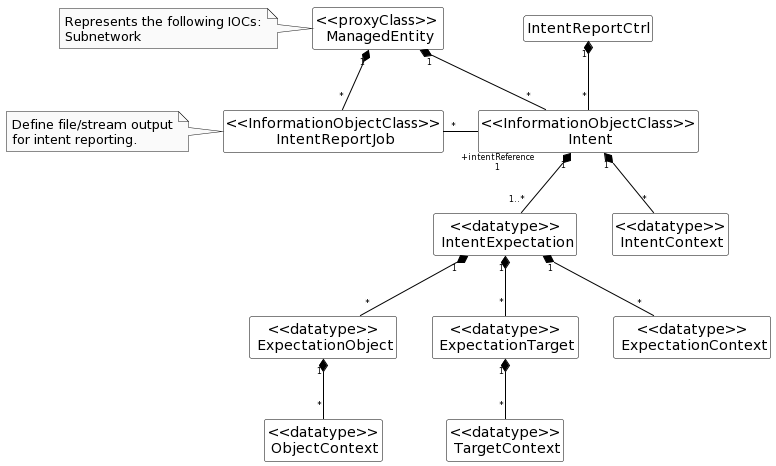 Represents the following IOCs:
Subnetwork
<<proxyClass>>
ManagedEntity
IntentReportCtrl
1
1
1
*
*
*
Define file/stream output
for intent reporting.
<<InformationObjectClass>>
IntentReportJob
*
<<InformationObjectClass>>
Intent
+intentReference
1
1
1
1..*
*
<<datatype>>
IntentExpectation
<<datatype>>
IntentContext
1
1
1
*
*
*
<<datatype>>
ExpectationObject
<<datatype>>
ExpectationTarget
<<datatype>>
ExpectationContext
1
1
*
*
<<datatype>>
ObjectContext
<<datatype>>
TargetContext